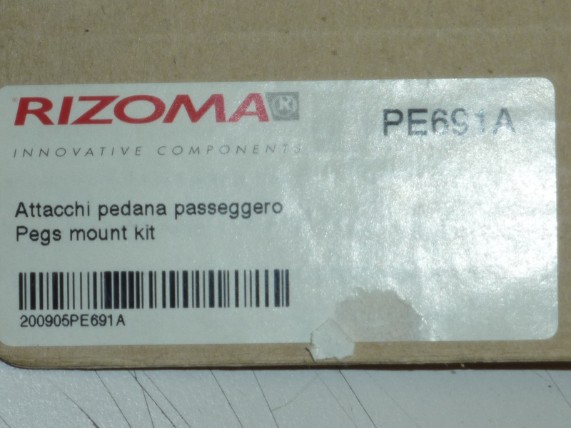 RIZOMA®
PE691A
INNOVATIVE COMPONENTS
Attacchi pedana passeggero
Pegs mount kit
200905PE691A